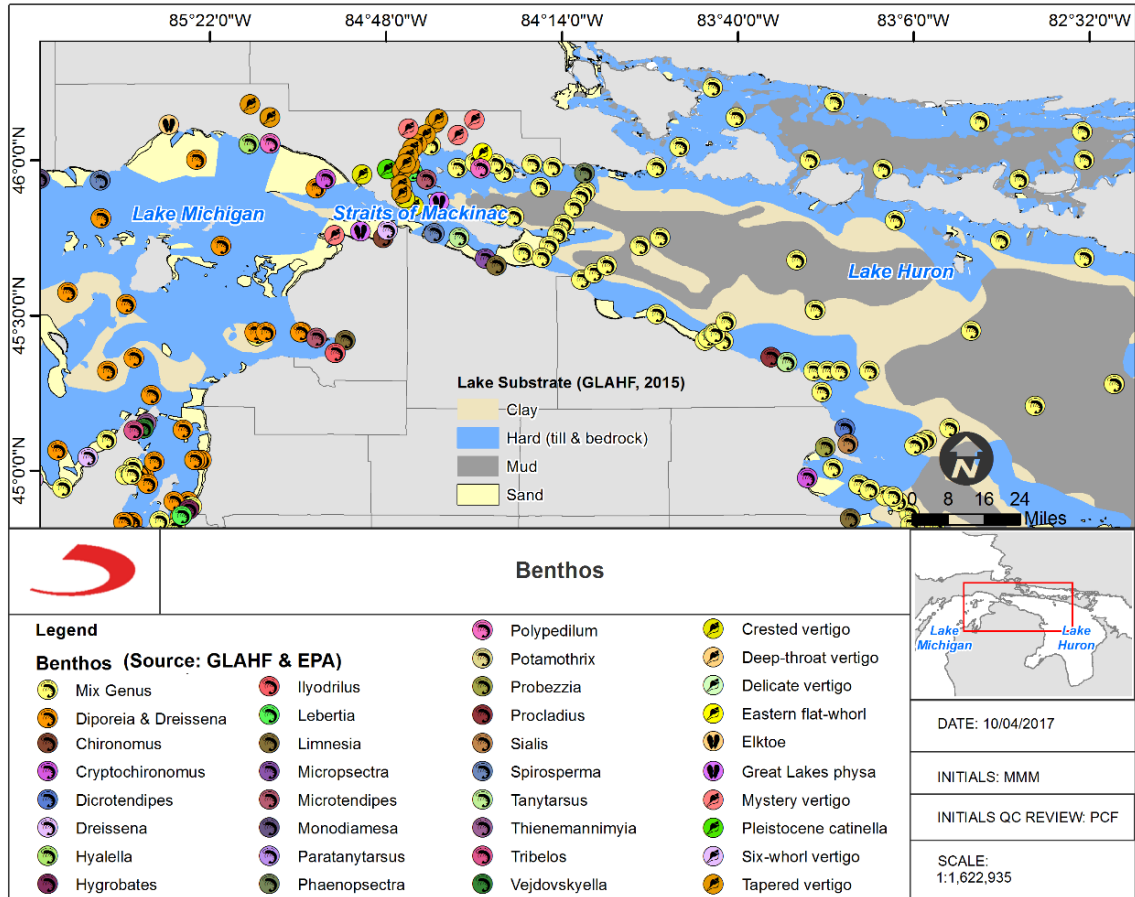 85°22'0"W 84°48'0"W 84°14'0"W 83°40'0"W 83°6'0"W 82°32'0"W
46°0'0"N
45°30'0"N
45°0'0"N
Lake Michigan
Straits of Mackinac
Lake Huron
Lake Substrate (GLAHF, 2015)
Clay
Hard (till & bedrock)
Mud
Sand
N
0 8 16 24
Miles
Benthos
Legend
Benthos (Source: GLAHF & EPA)
Mix Genus
Diporeia & Dreissena
Chironomus
Cryptochironomus
Dicrotendipes
Dreissena
Hyalella
Hygrobates
Ilyodrilus
Lebertia
Limnesia
Micropsectra
Microtendipes
Monodiamesa
Paratanytarsus
Phaenopsectra
Polypedilum
Potamothrix
Probezzia
Procladius
Sialis
Spirosperma
Tanytarsus
Thienemannimyia
Tribelos
Vejdovskyella
Crested vertigo
Deep-throat vertigo
Delicate vertigo
Eastern flat-whorl
Elktoe
Great Lakes physa
Mystery vertigo
Pleistocene catinella
Six-whorl vertigo
Tapered vertigo
Lake
Michigan
Lake
Huron
DATE: 10/04/2017
INITIALS: MMM
INITIALS QC REVIEW: PCF
SCALE:
1:1,622,935